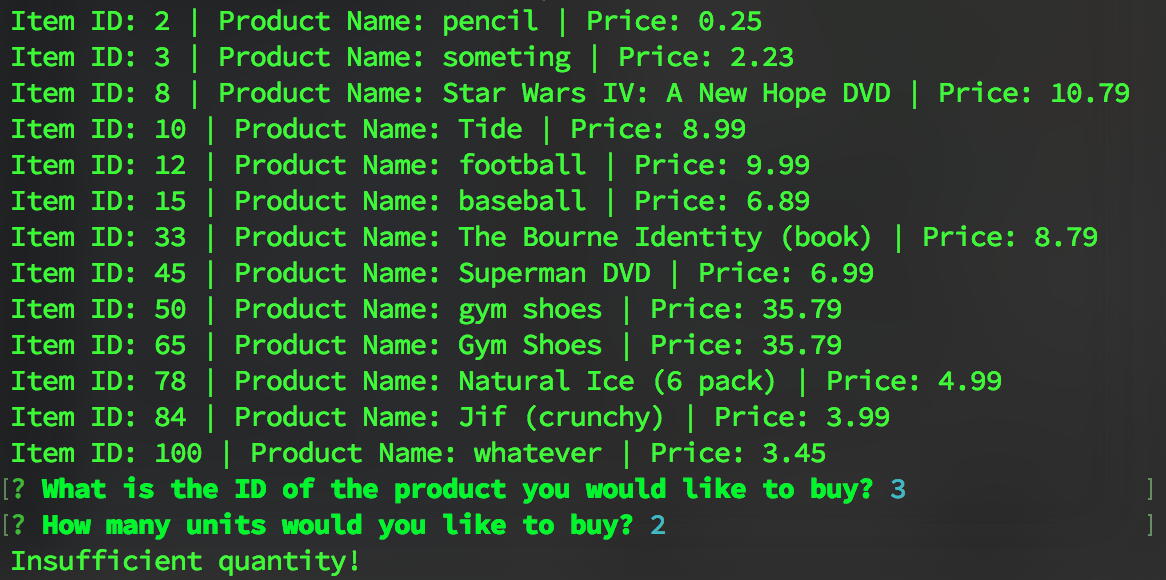 Item ID: 2 | Product Name: pencil | Price: 0.25
Item ID: 3 | Product Name: someting | Price: 2.23
Item ID: 8 | Product Name: Star Wars IV: A New Hope DVD | Price: 10.79
Item ID: 10 | Product Name: Tide | Price: 8.99
Item ID: 12 | Product Name: football | Price: 9.99
Item ID: 15 | Product Name: baseball | Price: 6.89
Item ID: 33 | Product Name: The Bourne Identity (book) | Price: 8.79
Item ID: 45 | Product Name: Superman DVD | Price: 6.99
Item ID: 50 | Product Name: gym shoes | Price: 35.79
Item ID: 65 | Product Name: Gym Shoes | Price: 35.79
Item ID: 78 | Product Name: Natural Ice (6 pack) | Price: 4.99
Item ID: 84 | Product Name: Jif (crunchy) | Price: 3.99
Item ID: 100 | Product Name: whatever | Price: 3.45
[? What is the ID of the product you would like to buy? 3 ]
[? How many units would you like to buy? 2 ]
Insufficient quantity!